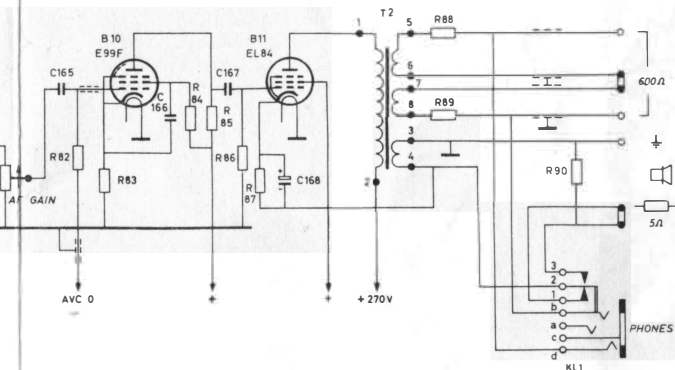 T2
B10
E99F
B11
EL84
1
5
R88
C165
C
166
R
84
C167
R
85
6
7
600Ω
8
R89
3
R82
R83
R86
R
87
C168
4
R90
AF GAIN
5Ω
3
2
1
b
a
c
d
PHONES
AVC 0
+
+
+270V
KL1